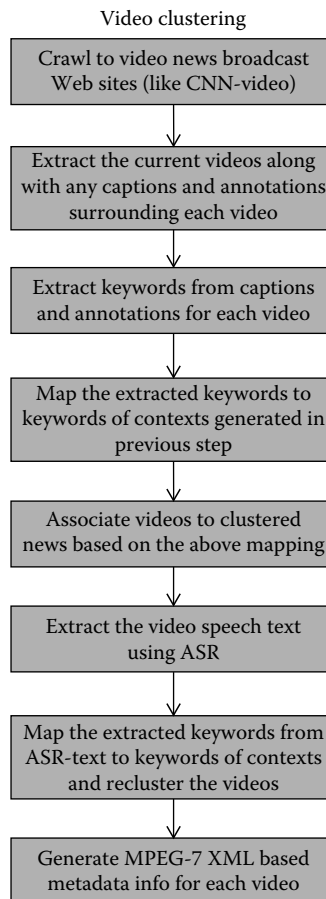 Video clustering
Crawl to video news broadcast
Web sites (like CNN-video)
Extract the current videos along
with any captions and annotations
surrounding each video
Extract keywords from captions
and annotations for each video
Map the extracted keywords to
keywords of contexts generated in
previous step
Associate videos to clustered
news based on the above mapping
Extract the video speech text
using ASR
Map the extracted keywords from
ASR-text to keywords of contexts
and recluster the videos
Generate MPEG-7 XML based
metadata info for each video